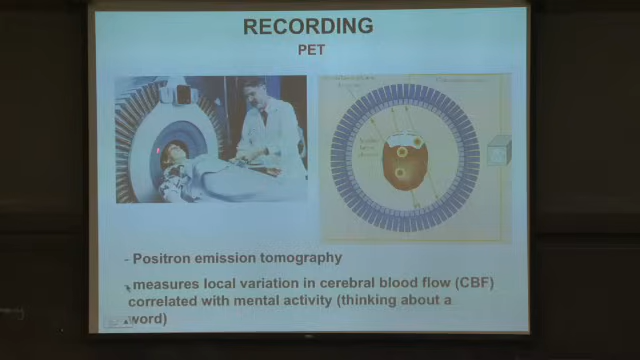 RECORDING
PET
- Positron emission tomography
measures local variation in cerebral blood flow (CBF)
correlated with mental activity (thinking about a
word)